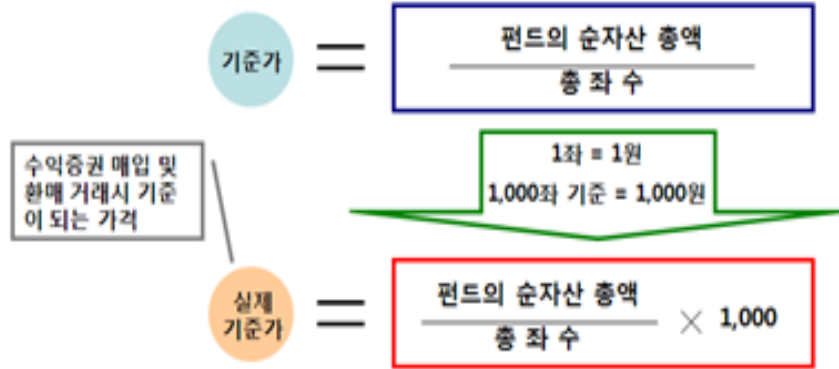 기준가
=
펀드의 순자산 총액
총 좌 수
1좌 = 1원
1,000좌 기준 = 1,000원
수익증권 매입 및
환매 거래시 기준
이 되는 가격
실제
기준가
=
펀드의 순자산 총액
총 좌 수
× 1,000